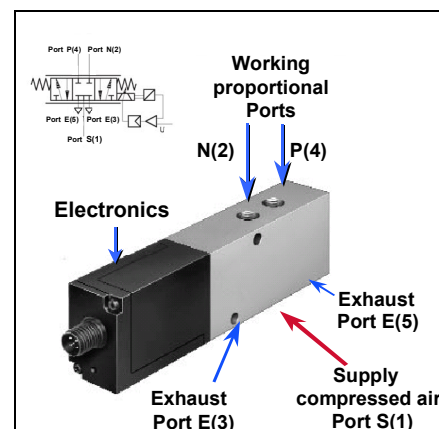 Port P(4) Port N(2)
Port E(5) Port E(3)
Port S(1)
U
Working
proportional
Ports
N(2) P(4)
Electronics
Exhaust
Port E(5)
Exhaust
Port E(3)
Supply
compressed air
Port S(1)